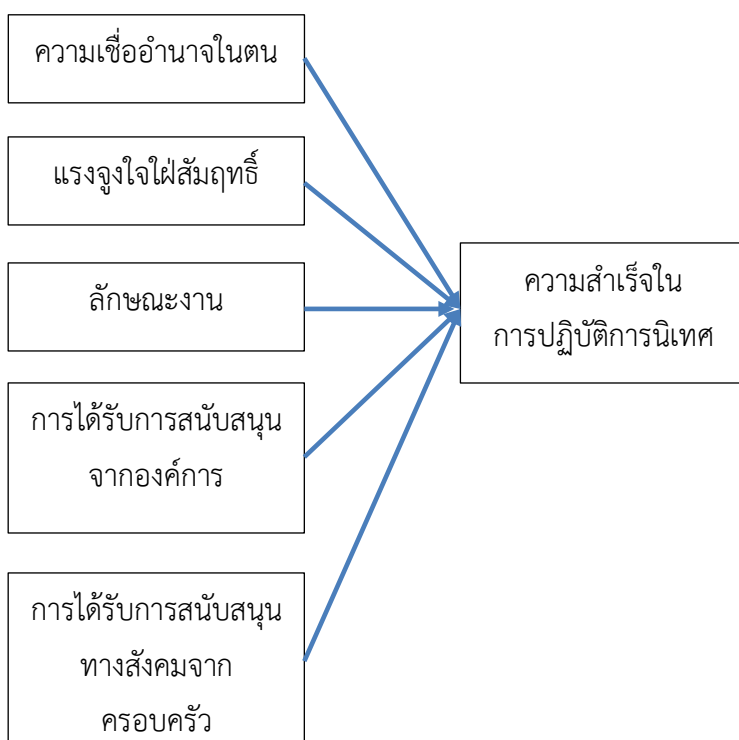 ความเชื่ออำนาจในตน
แรงจูงใจใฝ่สัมฤทธิ์
ลักษณะงาน
การได้รับการสนับสนุน
จากองค์การ
การได้รับการสนับสนุน
ทางสังคมจาก
ครอบครัว
ความสำเร็จใน
การปฏิบัติการนิเทศ